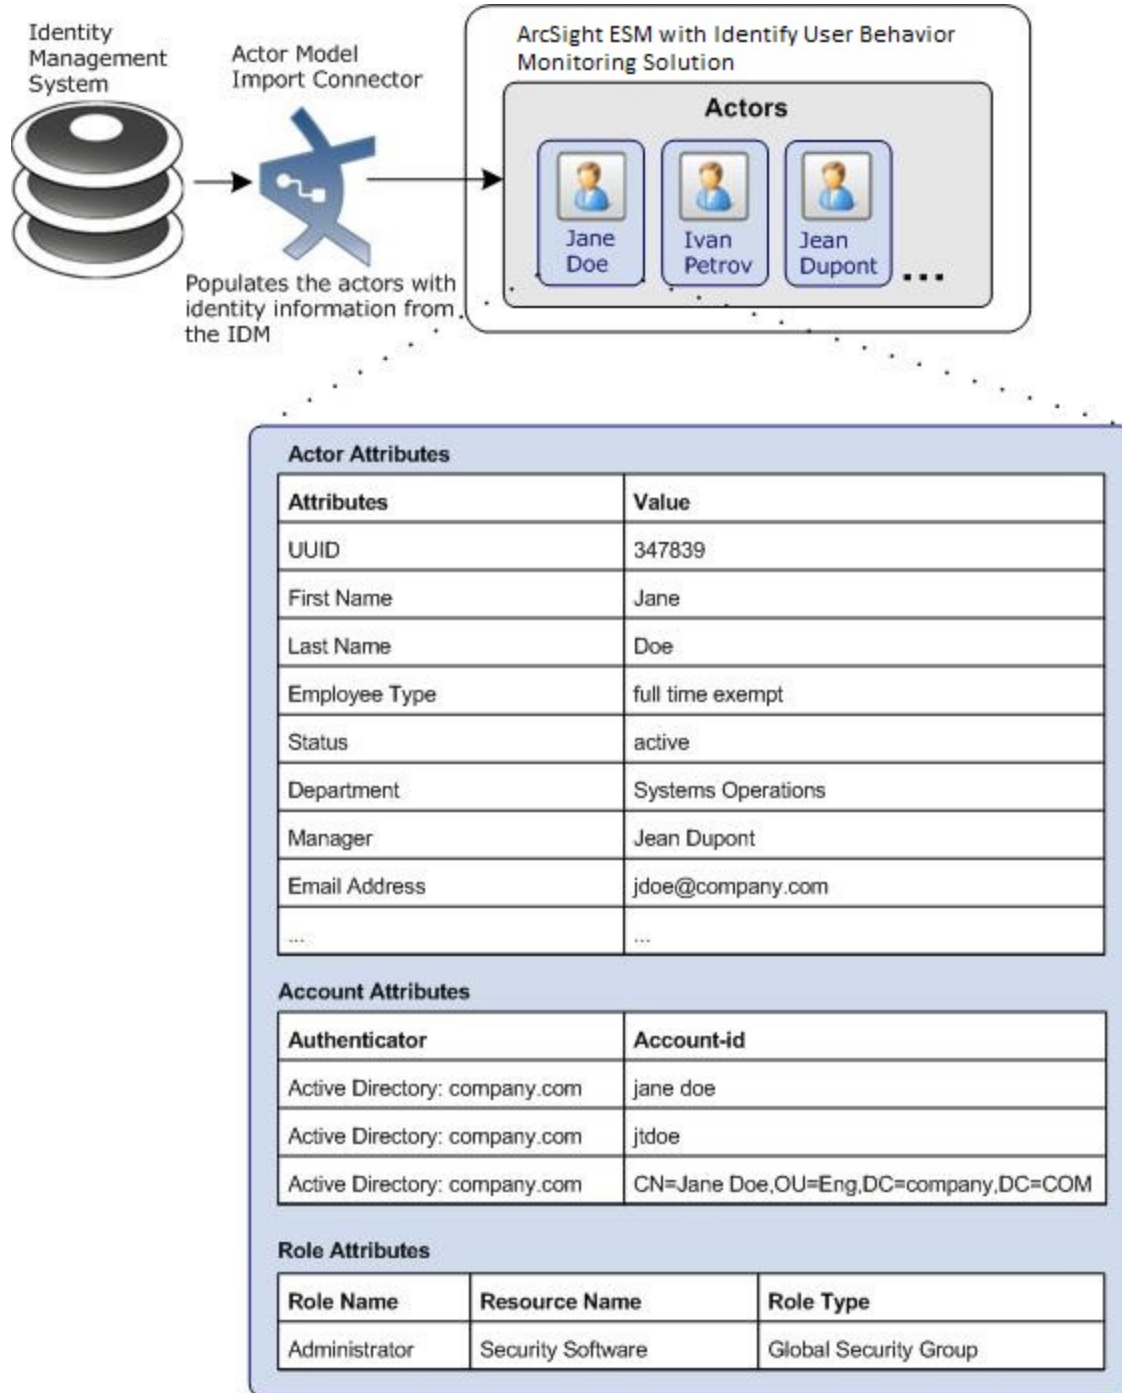 Identity
Management
System
Actor Model
Import Connector
Populates the actors with
identity information from
the IDM
ArcSight ESM with Identify User Behavior
Monitoring Solution
Actors
Jane
Doe
Ivan
Petrov
Jean
Dupont
...
Actor Attributes
Attributes Value
UUID 347839
First Name Jane
Last Name Doe
Employee Type full time exempt
Status active
Department Systems Operations
Manager Jean Dupont
Email Address jdoe@company.com
... ...
Account Attributes
Authenticator Account-id
Active Directory: company.com jane doe
Active Directory: company.com jtdoe
Active Directory: company.com CN=Jane Doe,OU=Eng,DC=company,DC=COM
Role Attributes
Role Name Resource Name Role Type
Administrator Security Software Global Security Group